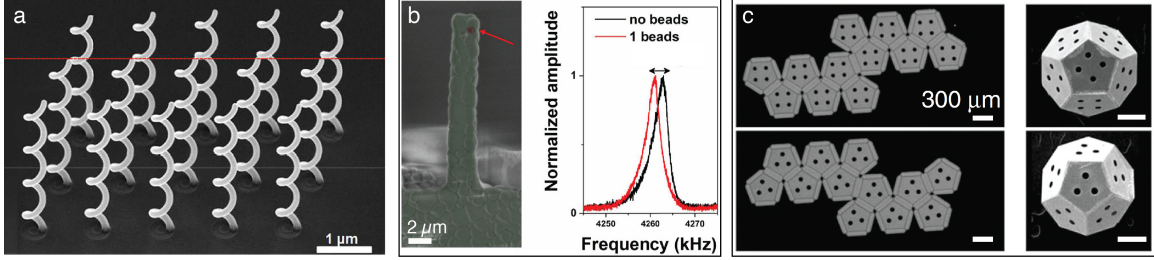 a
1 µm
b
2 µm
Normalized amplitude
1
0
no beads
1 beads
4250
4260
4270
Frequency (kHz)
c
300 µm